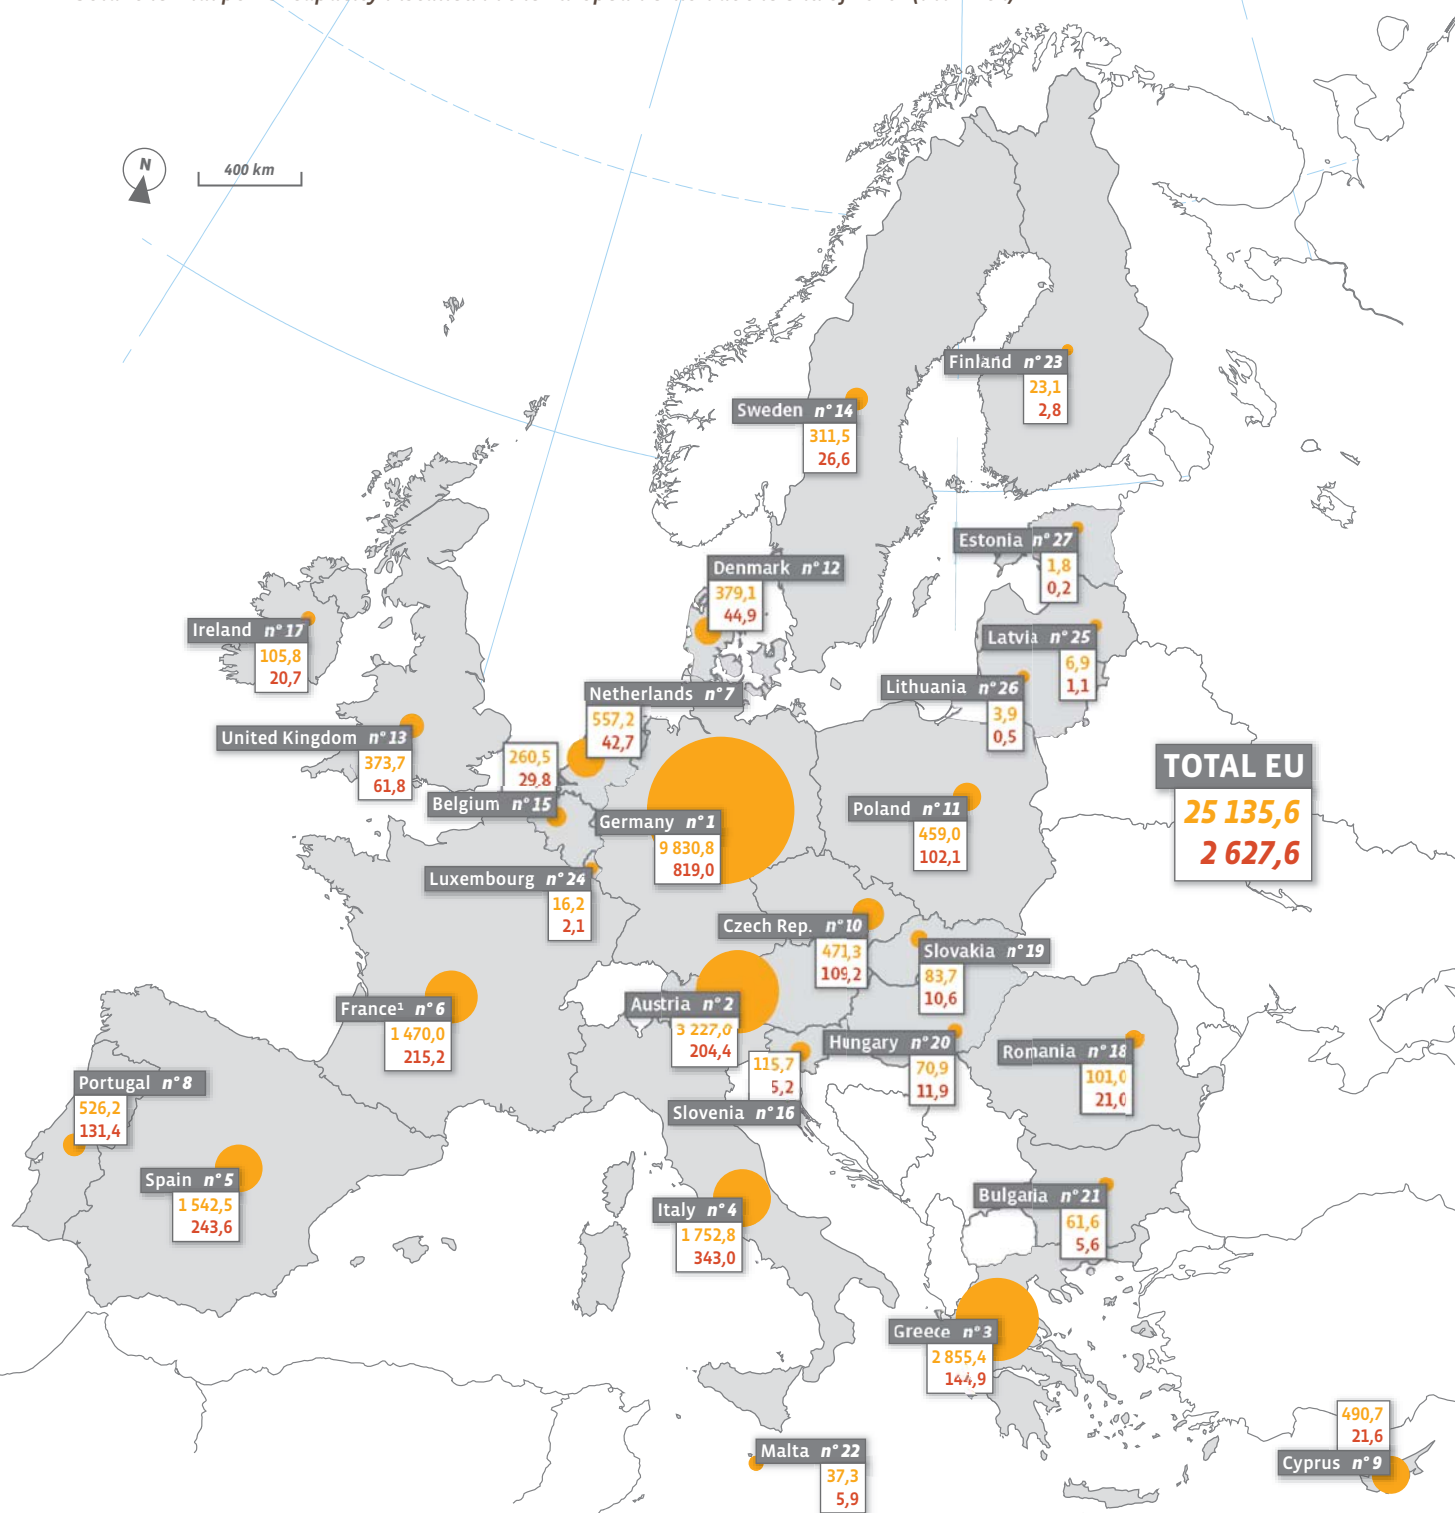 N
400 km
Finland n° 23
23,1
2,8
Sweden n° 14
311,5
26,6
Estonia n° 27
1,8
0,2
Denmark n° 12
379,1
44,9
Ireland n° 17
105,8
20,7
Latvia n° 25
6,9
1,1
Lithuania n° 26
3,9
0,5
Netherlands n° 7
557,2
42,7
United Kingdom n° 13
373,7
61,8
260,5
29,8
Belgium n° 15
Germany n° 1
9 830,8
819,0
Poland n° 11
459,0
102,1
TOTAL EU
25 135,6
2 627,6
Luxembourg n° 24
16,2
2,1
Czech Rep. n° 10
471,3
109,2
Slovakia n° 19
83,7
10,6
France¹ n° 6
1 470,0
215,2
Austria n° 2
3 227,0
204,4
Hungary n° 20
70,9
11,9
Romania n° 18
101,0
21,0
115,7
5,2
Slovenia n° 16
Portugal n° 8
526,2
131,4
Spain n° 5
1 542,5
243,6
Italy n° 4
1 752,8
343,0
Bulgaria n° 21
61,6
5,6
Greece n° 3
2 855,4
144,9
490,7
21,6
Cyprus n° 9
Malta n° 22
37,3
5,9